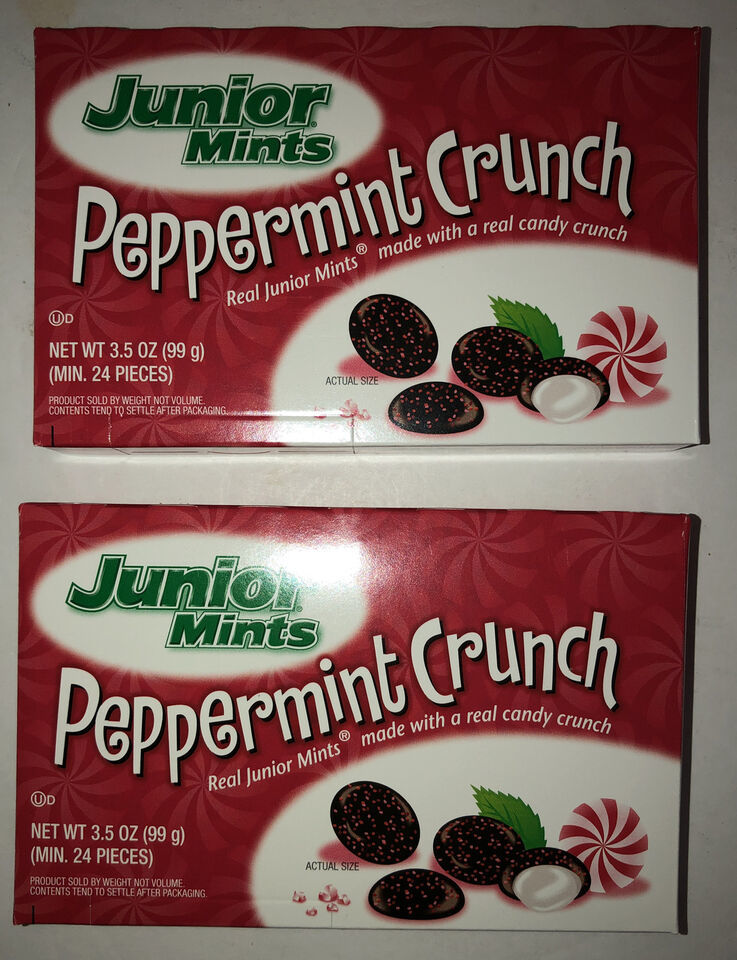 Junior
Mints
Peppermint Crunch
Real Junior Mints® made with a real candy crunch
UD
NET WT 3.5 OZ (99 g)
(MIN. 24 PIECES)
ACTUAL SIZE
PRODUCT SOLD BY WEIGHT NOT VOLUME.
CONTENTS TEND TO SETTLE AFTER PACKAGING.
Junior
Mints
Peppermint Crunch
Real Junior Mints® made with a real candy crunch
UD
NET WT 3.5 OZ (99 g)
(MIN. 24 PIECES)
ACTUAL SIZE
PRODUCT SOLD BY WEIGHT NOT VOLUME.
CONTENTS TEND TO SETTLE AFTER PACKAGING.